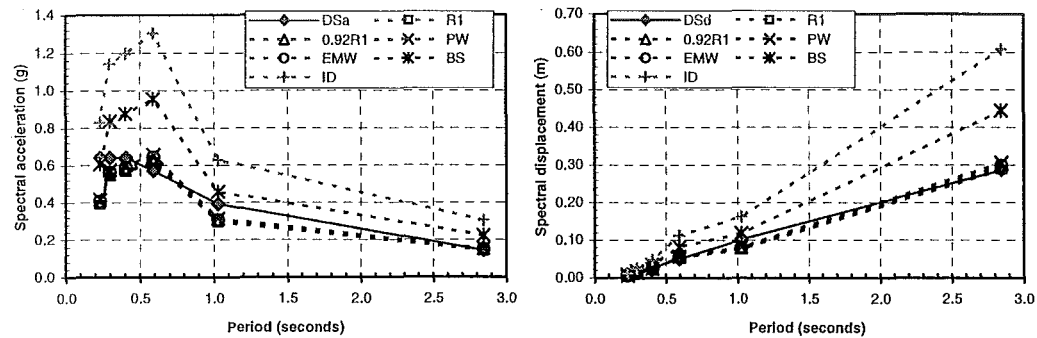 Spectral acceleration (g)
1.4
1.2
1.0
0.8
0.6
0.4
0.2
0.0
DSa R1
0.92R1 PW
EMW BS
ID
0.0 0.5 1.0 1.5 2.0 2.5 3.0
Period (seconds)
Spectral displacement (m)
0.70
0.60
0.50
0.40
0.30
0.20
0.10
0.00
DSd R1
0.92R1 PW
EMW BS
ID
0.0 0.5 1.0 1.5 2.0 2.5 3.0
Period (seconds)